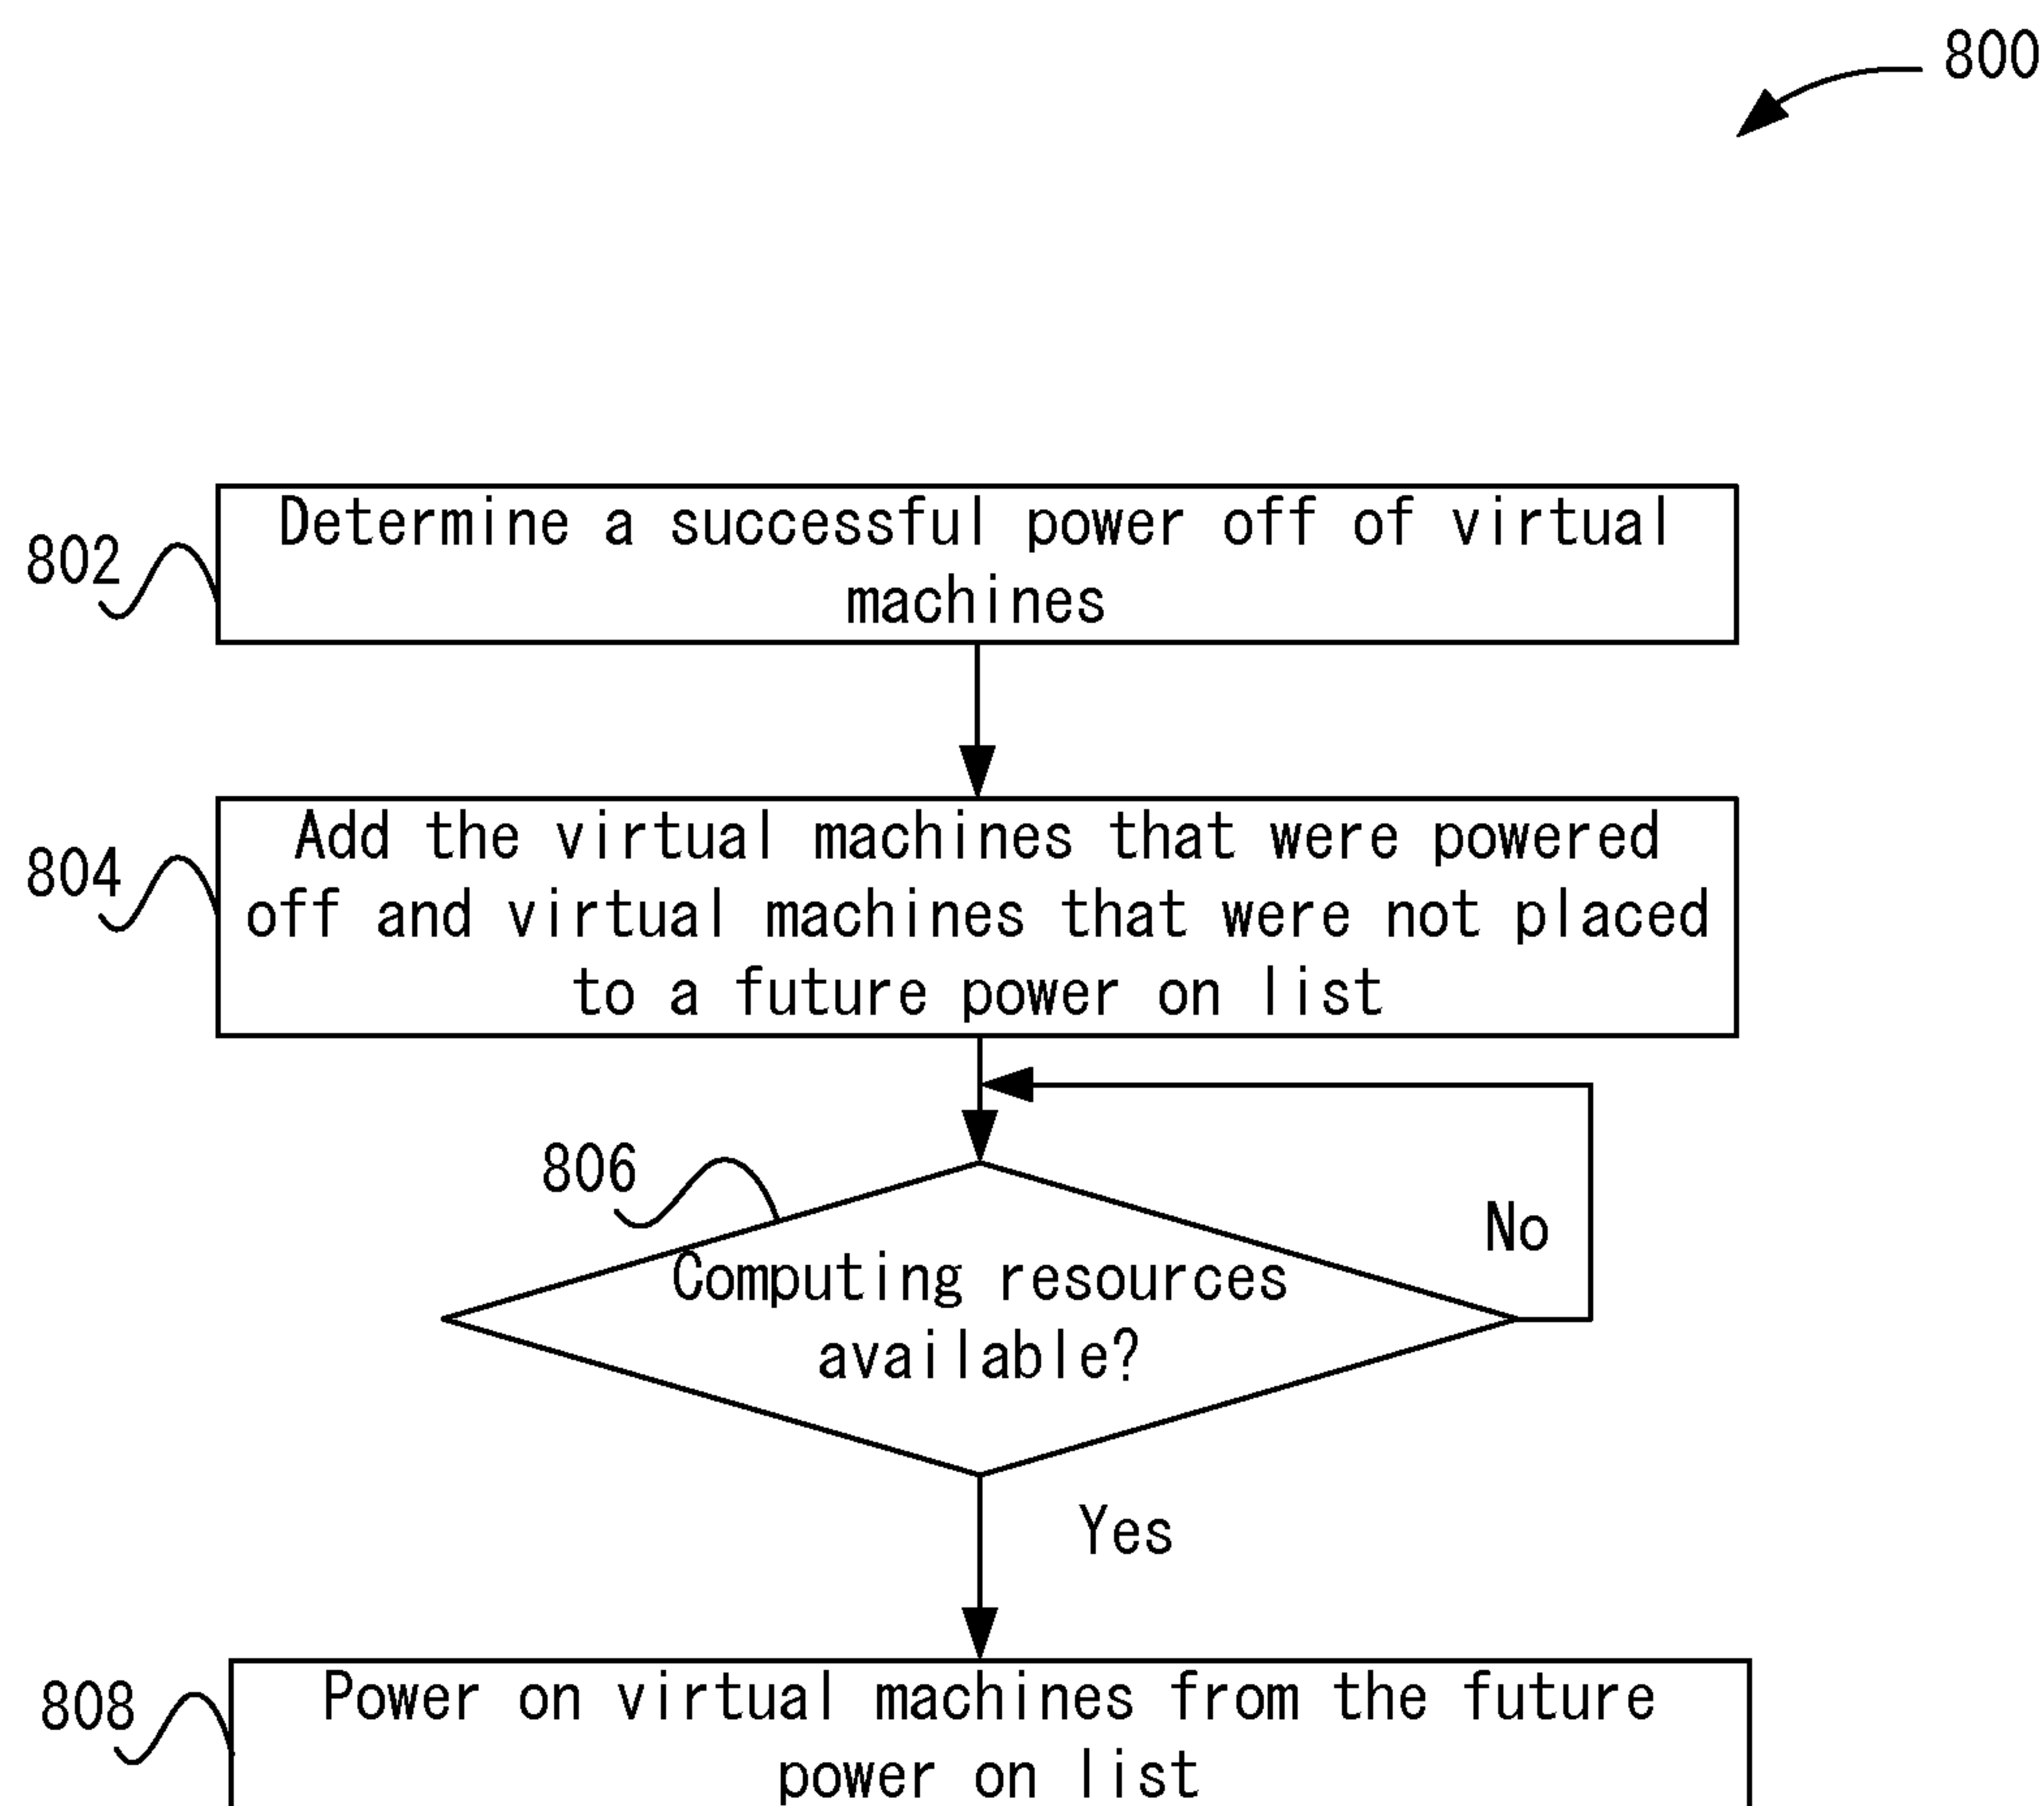 800
802
Determine a successful power off of virtual
machines
804
Add the virtual machines that were powered
off and virtual machines that were not placed
to a future power on list
806
Computing resources
available?
No
Yes
808
Power on virtual machines from the future
power on list